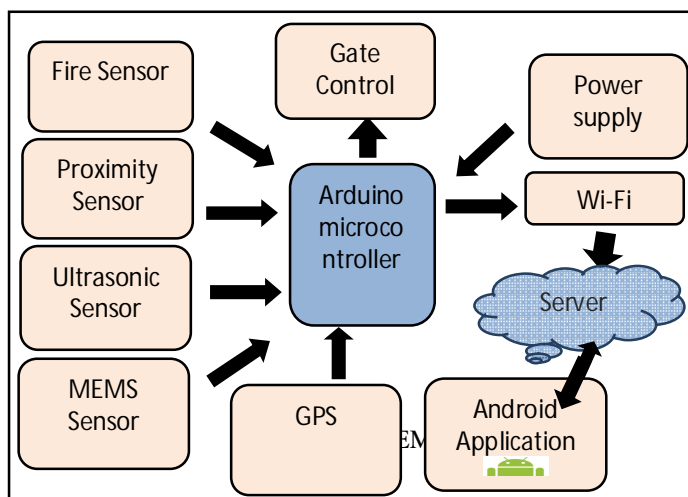 Fire Sensor
Gate
Control
Power
supply
Proximity
Sensor
Arduino
microco
ntroller
Wi-Fi
Ultrasonic
Sensor
Server
MEMS
Sensor
GPS
EM
Android
Application